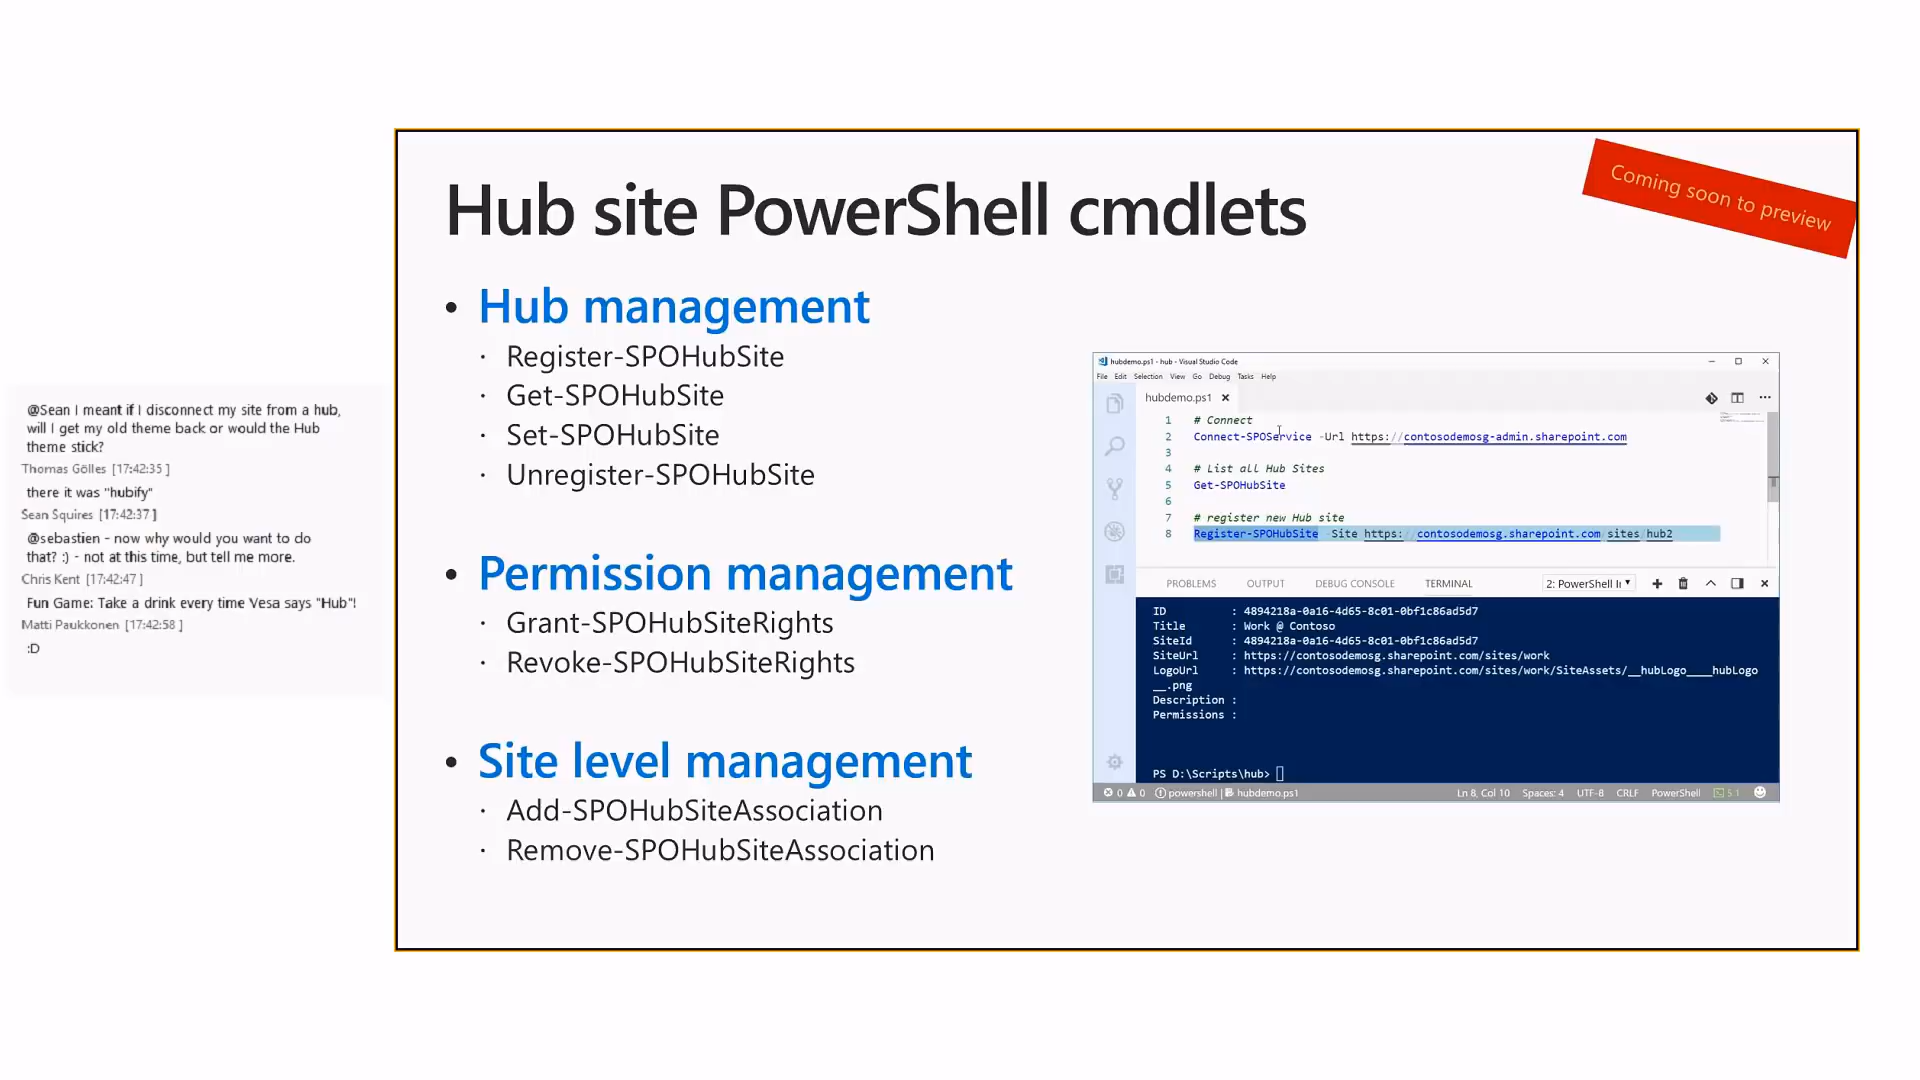 @Sean I meant if I disconnect my site from a hub,
will I get my old theme back or would the Hub
theme stick?
Thomas Gölles [17:42:35 ]
there it was "hubify"
Sean Squires [17:42:37 ]
@sebastien - now why would you want to do
that? :) - not at this time, but tell me more.
Chris Kent [17:42:47 ]
Fun Game: Take a drink every time Vesa says "Hub"!
Matti Paukkonen [17:42:58 ]
:D
Hub site PowerShell cmdlets
Coming soon to preview
• Hub management
· Register-SPOHubSite
· Get-SPOHubSite
· Set-SPOHubSite
· Unregister-SPOHubSite
• Permission management
· Grant-SPOHubSiteRights
· Revoke-SPOHubSiteRights
• Site level management
· Add-SPOHubSiteAssociation
· Remove-SPOHubSiteAssociation
hubdemo.ps1 - hub - Visual Studio Code
File Edit Selection View Go Debug Tasks Help
hubdemo.ps1
1 # Connect
2 Connect-SPOService -Url https://contosodemosg-admin.sharepoint.com
3
4 # List all Hub Sites
5 Get-SPOHubSite
6
7 # register new Hub site
8 Register-SPOHubSite -Site https://contosodemosg.sharepoint.com/sites/hub2
PROBLEMS OUTPUT DEBUG CONSOLE TERMINAL 2: PowerShell Ir
ID : 4894218a-0a16-4d65-8c01-0bf1c86ad5d7
Title : Work @ Contoso
SiteId : 4894218a-0a16-4d65-8c01-0bf1c86ad5d7
SiteUrl : https://contosodemosg.sharepoint.com/sites/work
LogoUrl : https://contosodemosg.sharepoint.com/sites/work/SiteAssets/__hubLogo____hubLogo
__.png
Description :
Permissions :
PS D:\Scripts\hub>
0 0 powershell | hubdemo.ps1 Ln 8, Col 10 Spaces: 4 UTF-8 CRLF PowerShell 5.1